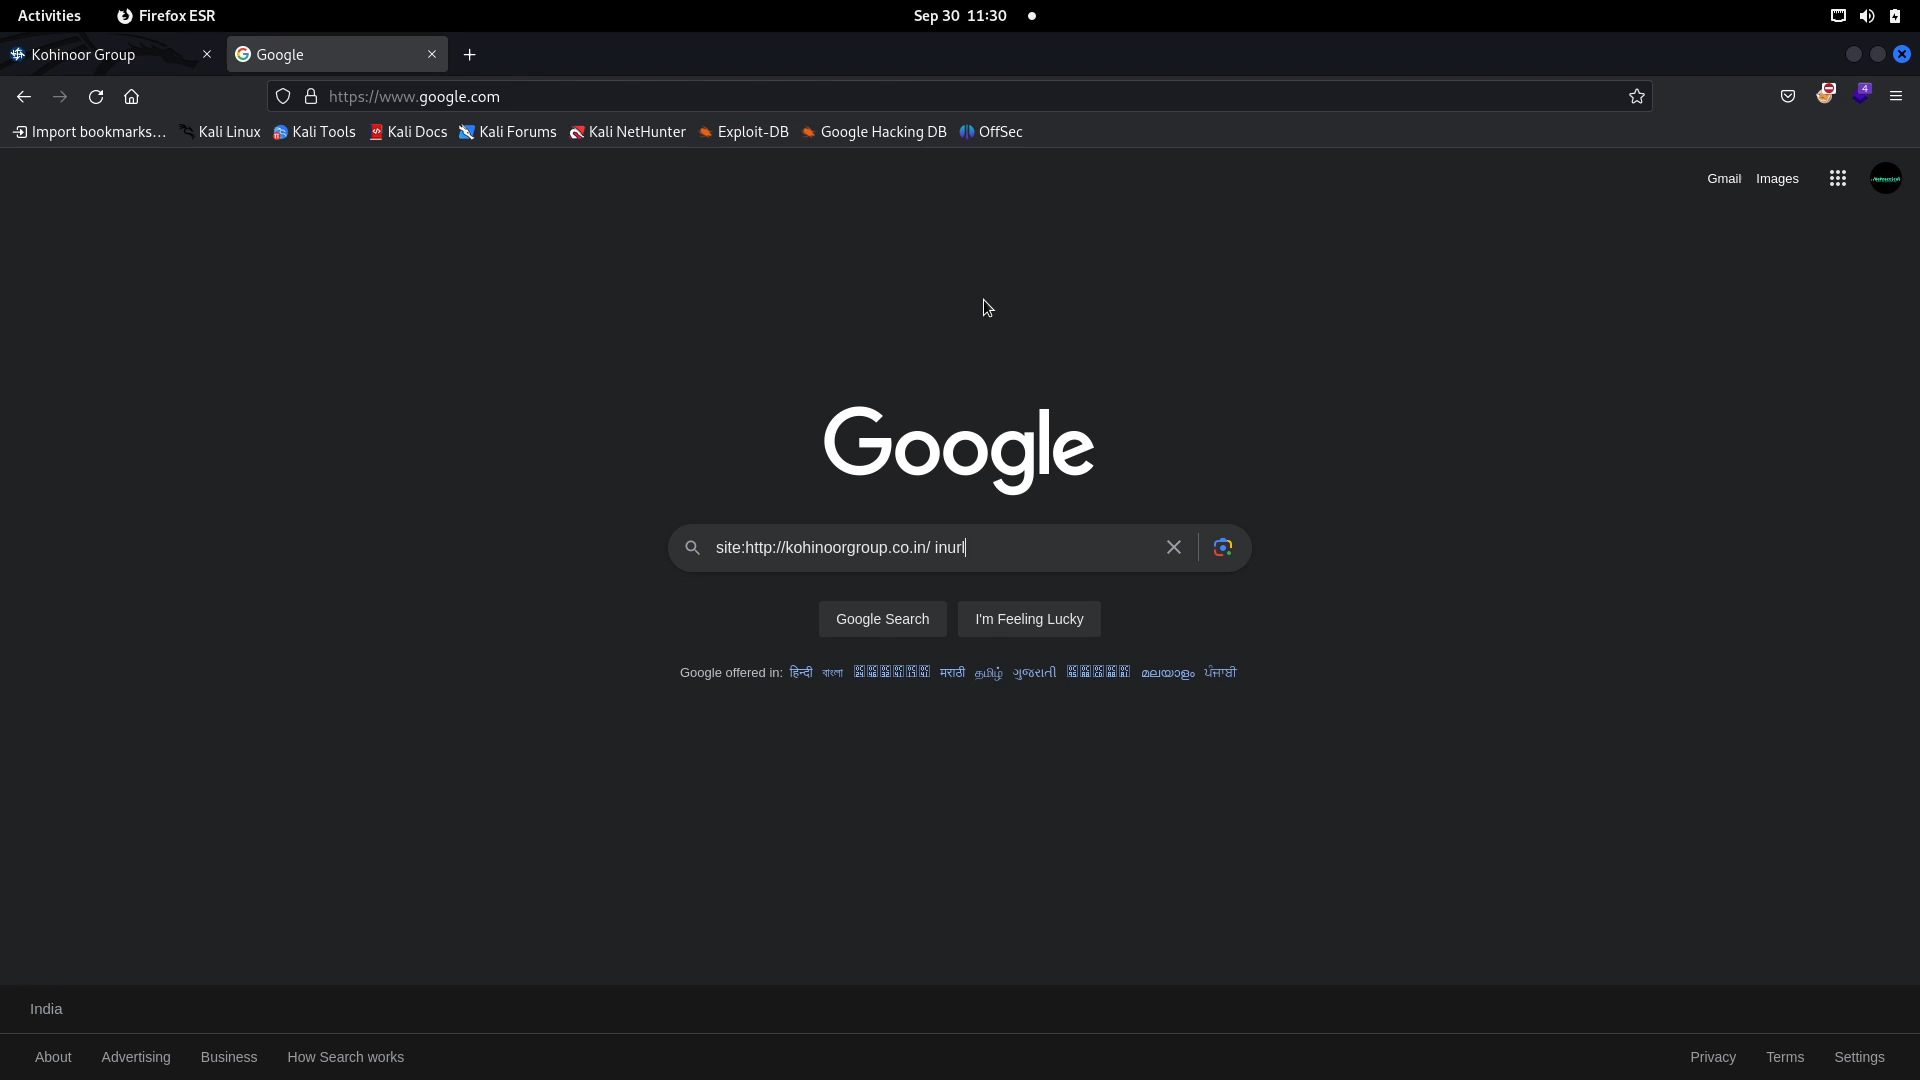 Activities Firefox ESR Sep 30 11:30
Kohinoor Group Google
https://www.google.com 4
Import bookmarks... Kali Linux Kali Tools Kali Docs Kali Forums Kali NetHunter Exploit-DB Google Hacking DB OffSec
Gmail Images
Google
site:http://kohinoorgroup.co.in/ inurl
Google Search I'm Feeling Lucky
Google offered in: हिन्दी বাংলা मराठी தமிழ் ગુજરાતી മലയാളം ਪੰਜਾਬੀ
India
About Advertising Business How Search works Privacy Terms Settings